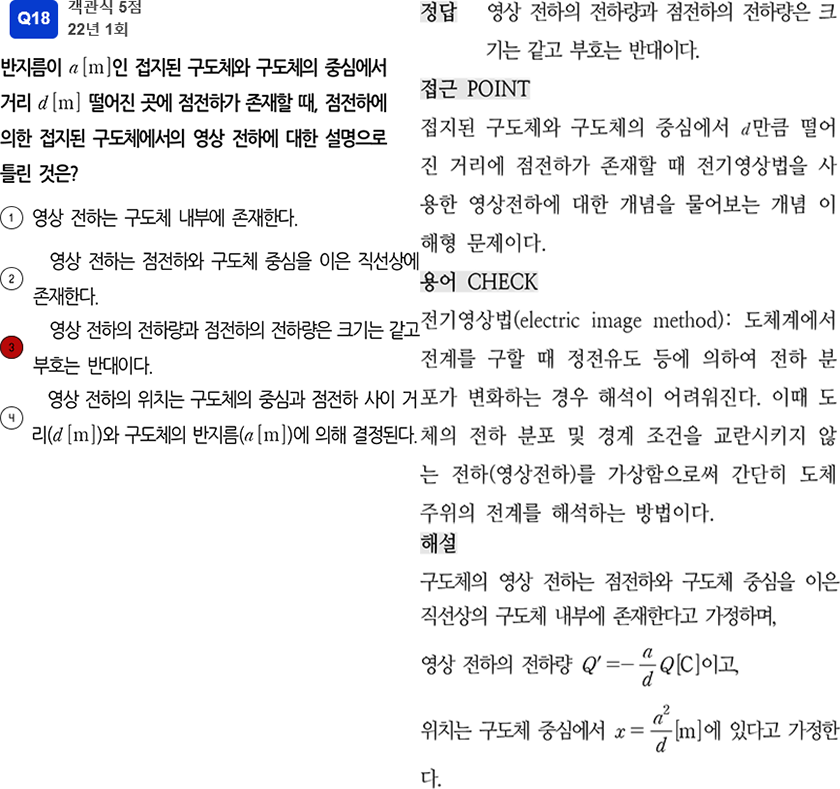 Q18
객관식 5점
22년 1회
반지름이 a[m]인 접지된 구도체와 구도체의 중심에서
거리 d[m] 떨어진 곳에 점전하가 존재할 때, 점전하에
의한 접지된 구도체에서의 영상 전하에 대한 설명으로
틀린 것은?
① 영상 전하는 구도체 내부에 존재한다.
② 영상 전하는 점전하와 구도체 중심을 이은 직선상에
존재한다.
③ 영상 전하의 전하량과 점전하의 전하량은 크기는 같고
부호는 반대이다.
④ 영상 전하의 위치는 구도체의 중심과 점전하 사이 거
리(d[m])와 구도체의 반지름(a[m])에 의해 결정된다.
정답 영상 전하의 전하량과 점전하의 전하량은 크
기는 같고 부호는 반대이다.
접근 POINT
접지된 구도체와 구도체의 중심에서 d만큼 떨어
진 거리에 점전하가 존재할 때 전기영상법을 사
용한 영상전하에 대한 개념을 물어보는 개념 이
해형 문제이다.
용어 CHECK
전기영상법(electric image method): 도체계에서
전계를 구할 때 정전유도 등에 의하여 전하 분
포가 변화하는 경우 해석이 어려워진다. 이때 도
체의 전하 분포 및 경계 조건을 교란시키지 않
는 전하(영상전하)를 가상함으로써 간단히 도체
주위의 전계를 해석하는 방법이다.
해설
구도체의 영상 전하는 점전하와 구도체 중심을 이은
직선상의 구도체 내부에 존재한다고 가정하며,
영상 전하의 전하량 Q′=−a/d Q[C]이고,
위치는 구도체 중심에서 x=a²/d[m]에 있다고 가정한
다.